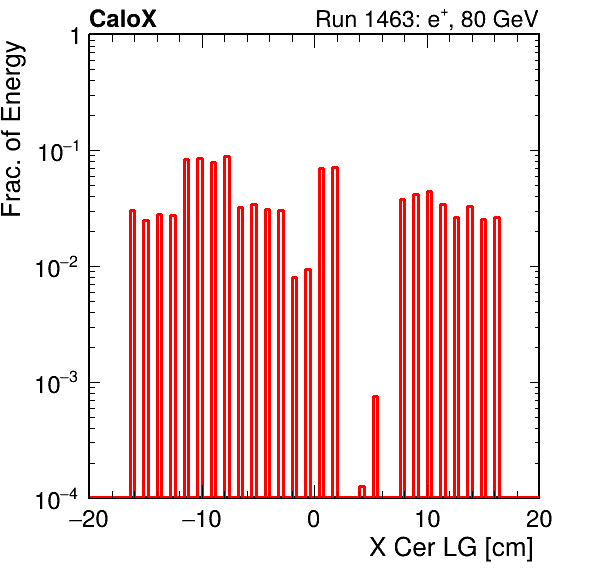 CaloX Run 1463: e⁺, 80 GeV
Frac. of Energy
1
10⁻¹
10⁻²
10⁻³
10⁻⁴
−20 −10 0 10 20
X Cer LG [cm]